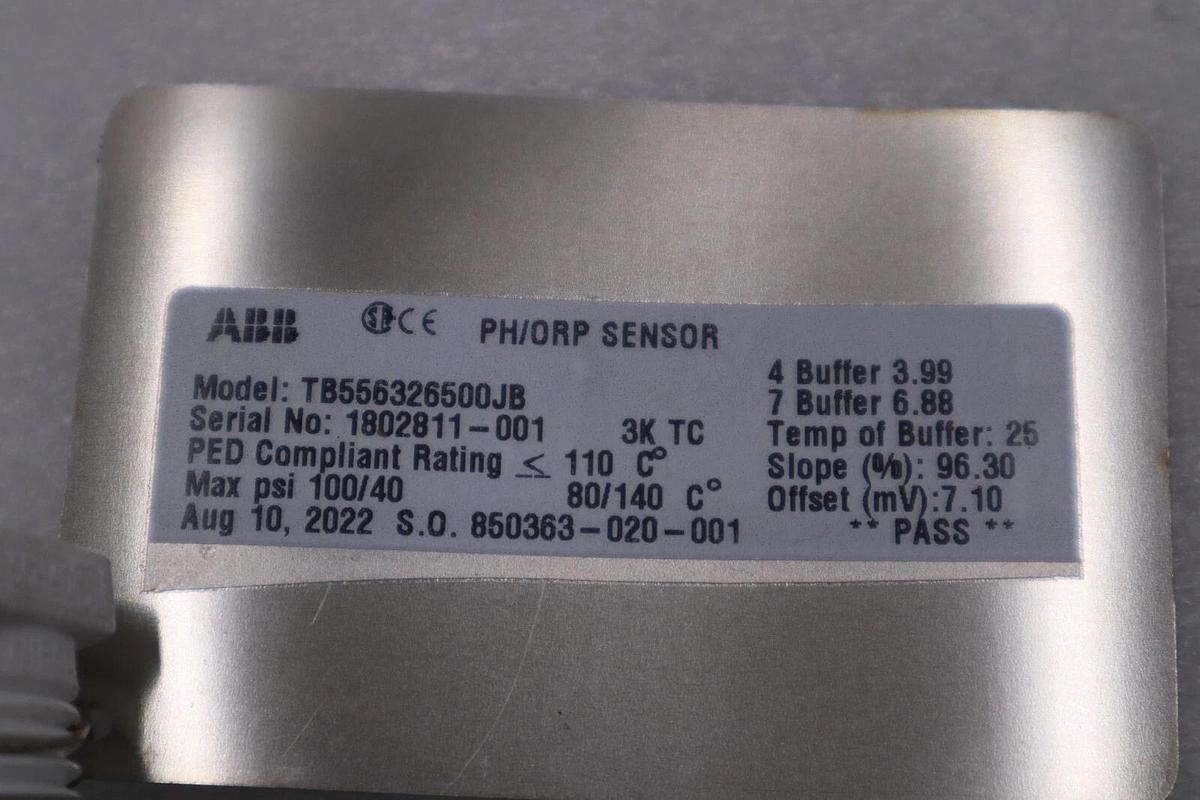 ABB CE PH/ORP SENSOR
Model: TB556326500JB
Serial No: 1802811-001 3K TC
PED Compliant Rating ≤ 110 C°
Max psi 100/40 80/140 C°
Aug 10, 2022 S.O. 850363-020-001
4 Buffer 3.99
7 Buffer 6.88
Temp of Buffer: 25
Slope (%): 96.30
Offset (mV):7.10
** PASS **